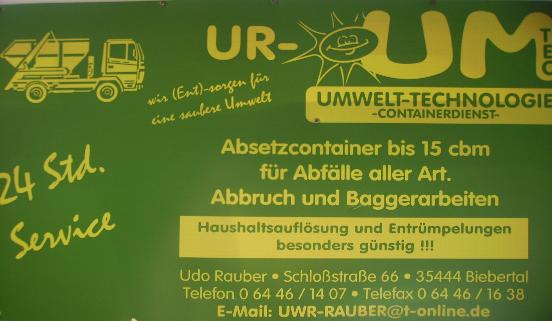 UR-UM
TEC
wir (Ent)-sorgen für
eine saubere Umwelt
UMWELT-TECHNOLOGIE
-CONTAINERDIENST-
24 Std.
Service
Absetzcontainer bis 15 cbm
für Abfälle aller Art.
Abbruch und Baggerarbeiten
Haushaltsauflösung und Entrümpelungen
besonders günstig !!!
Udo Rauber • Schloßstraße 66 • 35444 Biebertal
Telefon 0 64 46 / 14 07 • Telefax 0 64 46 / 16 38
E-Mail: UWR-RAUBER@t-online.de